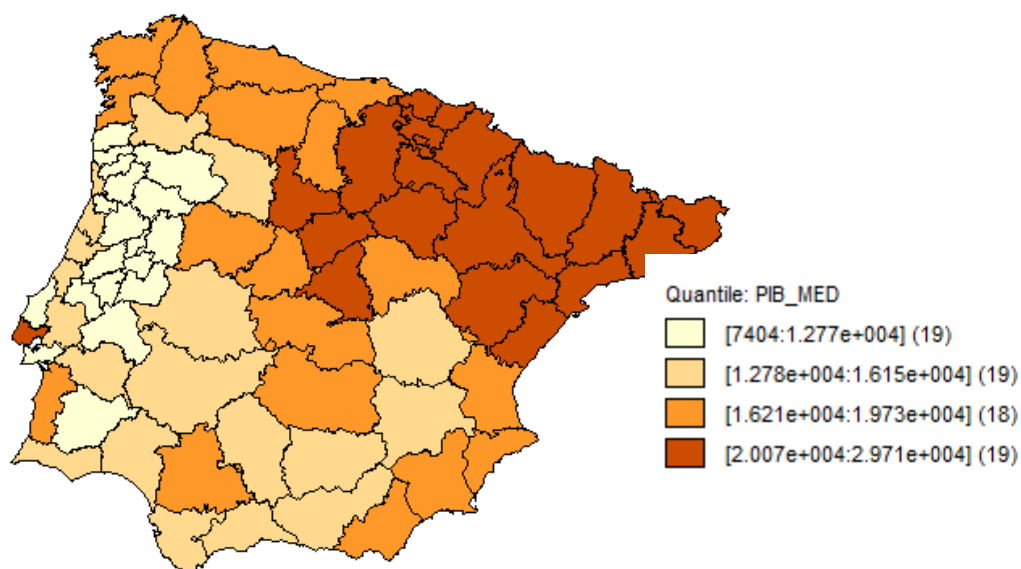 Quantile: PIB_MED
[7404:1.277e+004] (19)
[1.278e+004:1.615e+004] (19)
[1.621e+004:1.973e+004] (18)
[2.007e+004:2.971e+004] (19)